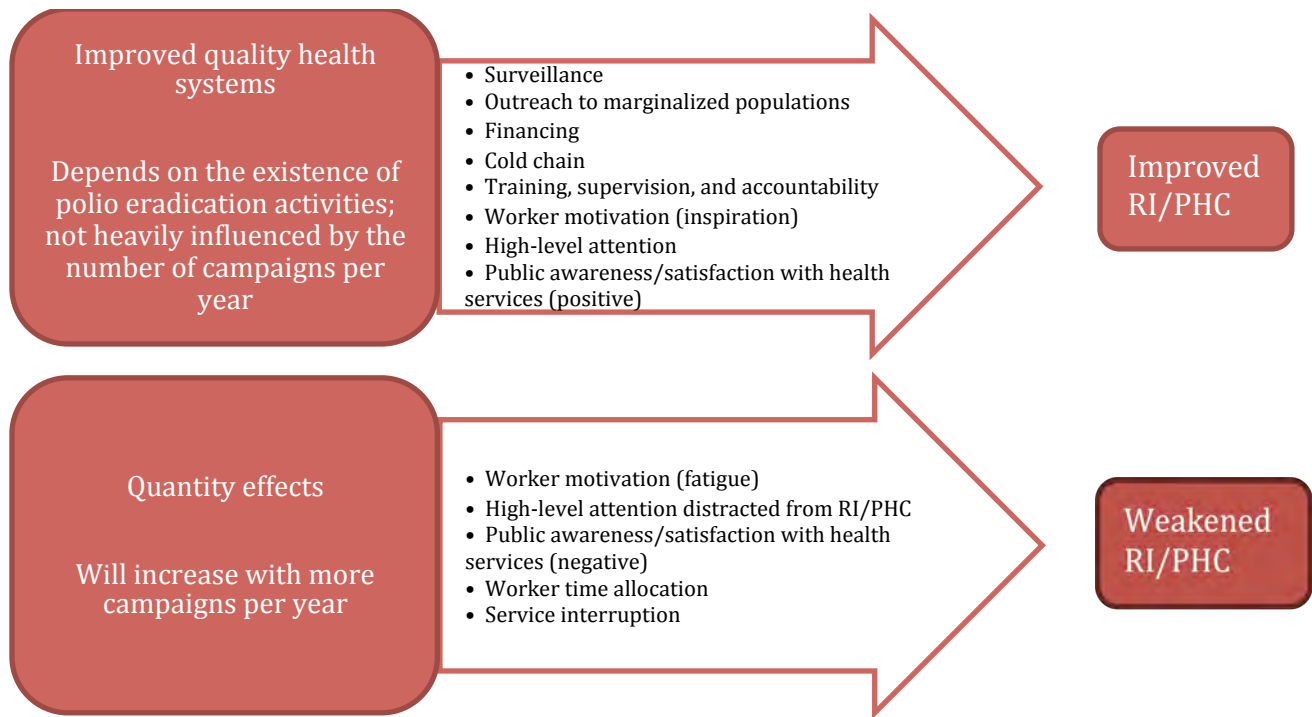 Improved quality health
systems
Depends on the existence of
polio eradication activities;
not heavily influenced by the
number of campaigns per
year
• Surveillance
• Outreach to marginalized populations
• Financing
• Cold chain
• Training, supervision, and accountability
• Worker motivation (inspiration)
• High-level attention
• Public awareness/satisfaction with health
services (positive)
Improved
RI/PHC
Quantity effects
Will increase with more
campaigns per year
• Worker motivation (fatigue)
• High-level attention distracted from RI/PHC
• Public awareness/satisfaction with health
services (negative)
• Worker time allocation
• Service interruption
Weakened
RI/PHC